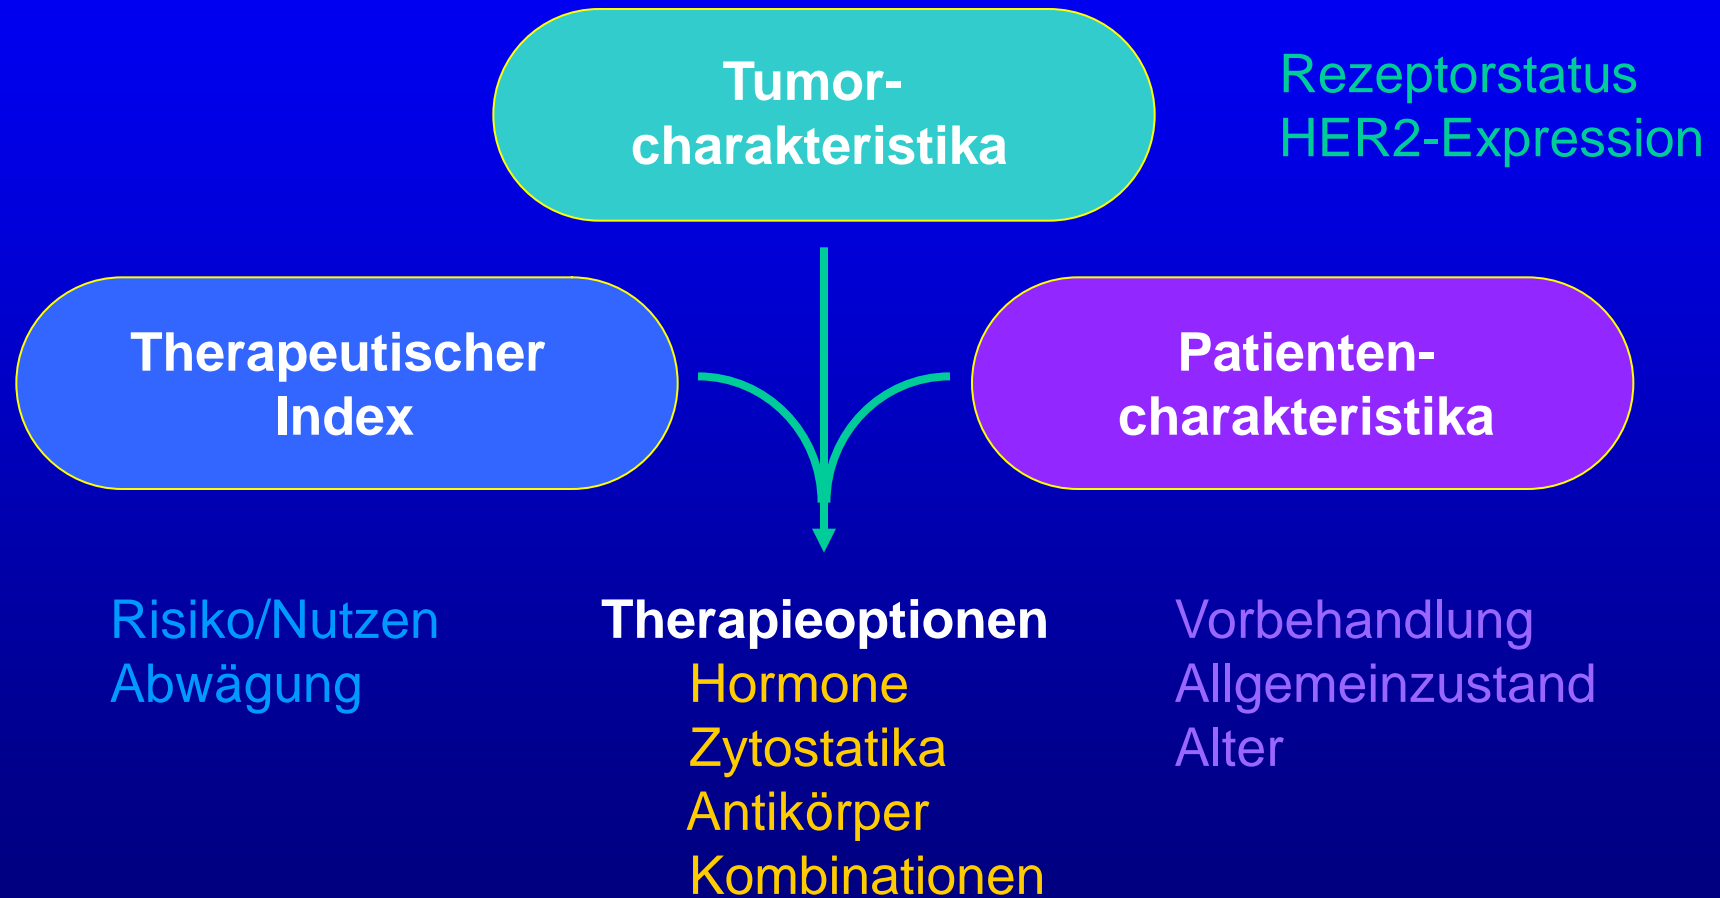 Tumor-
charakteristika
Rezeptorstatus
HER2-Expression
Therapeutischer
Index
Patienten-
charakteristika
Risiko/Nutzen
Abwägung
Therapieoptionen
Hormone
Zytostatika
Antikörper
Kombinationen
Vorbehandlung
Allgemeinzustand
Alter